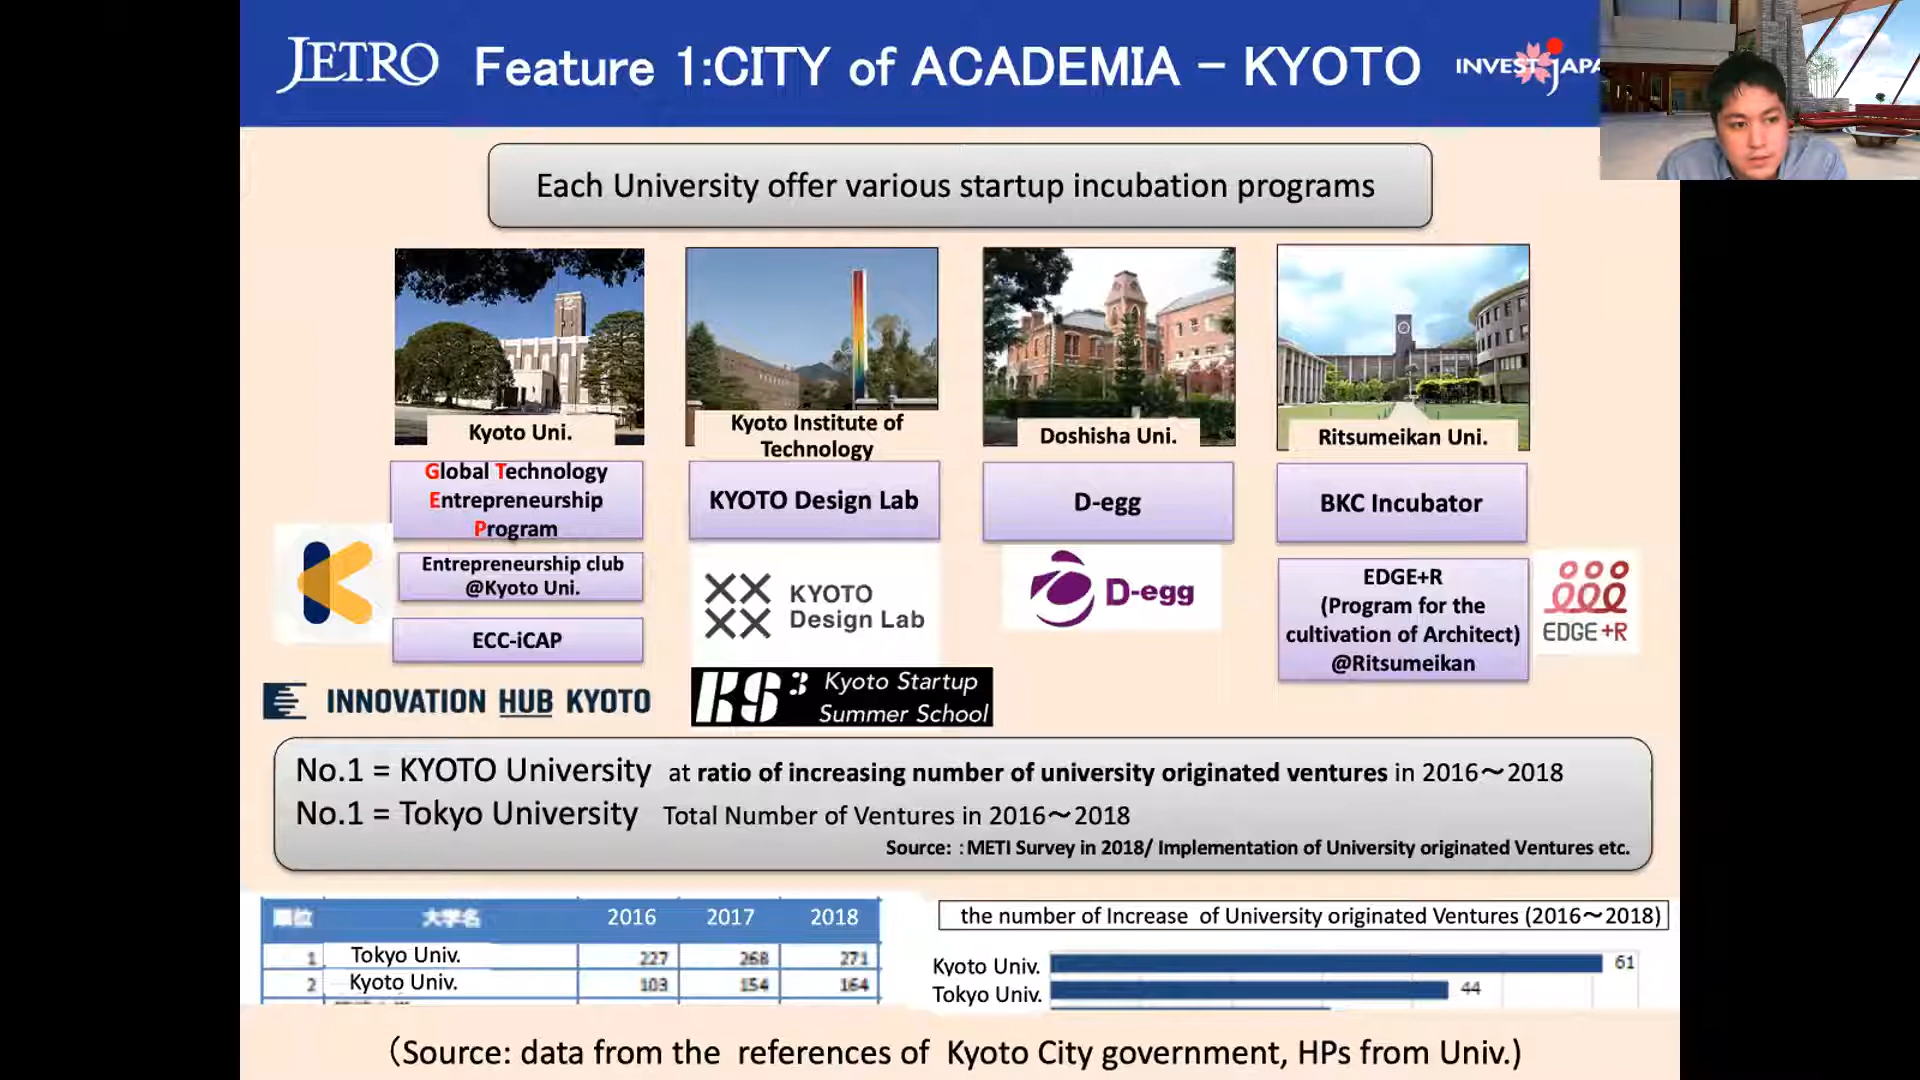 JETRO
Feature 1:CITY of ACADEMIA – KYOTO
INVEST JAPA
Each University offer various startup incubation programs
Kyoto Uni.
Kyoto Institute of
Technology
Doshisha Uni.
Ritsumeikan Uni.
Global Technology
Entrepreneurship
Program
KYOTO Design Lab
D-egg
BKC Incubator
Entrepreneurship club
@Kyoto Uni.
ECC-iCAP
KYOTO
Design Lab
D-egg
EDGE+R
(Program for the
cultivation of Architect)
@Ritsumeikan
EDGE+R
INNOVATION HUB KYOTO
KS3 Kyoto Startup
Summer School
No.1 = KYOTO University at ratio of increasing number of university originated ventures in 2016～2018
No.1 = Tokyo University Total Number of Ventures in 2016～2018
Source: : METI Survey in 2018/ Implementation of University originated Ventures etc.
順位 大学名 2016 2017 2018
1 Tokyo Univ. 227 268 271
2 Kyoto Univ. 103 154 164
the number of Increase of University originated Ventures (2016～2018)
Kyoto Univ. 61
Tokyo Univ. 44
（Source: data from the references of Kyoto City government, HPs from Univ.)